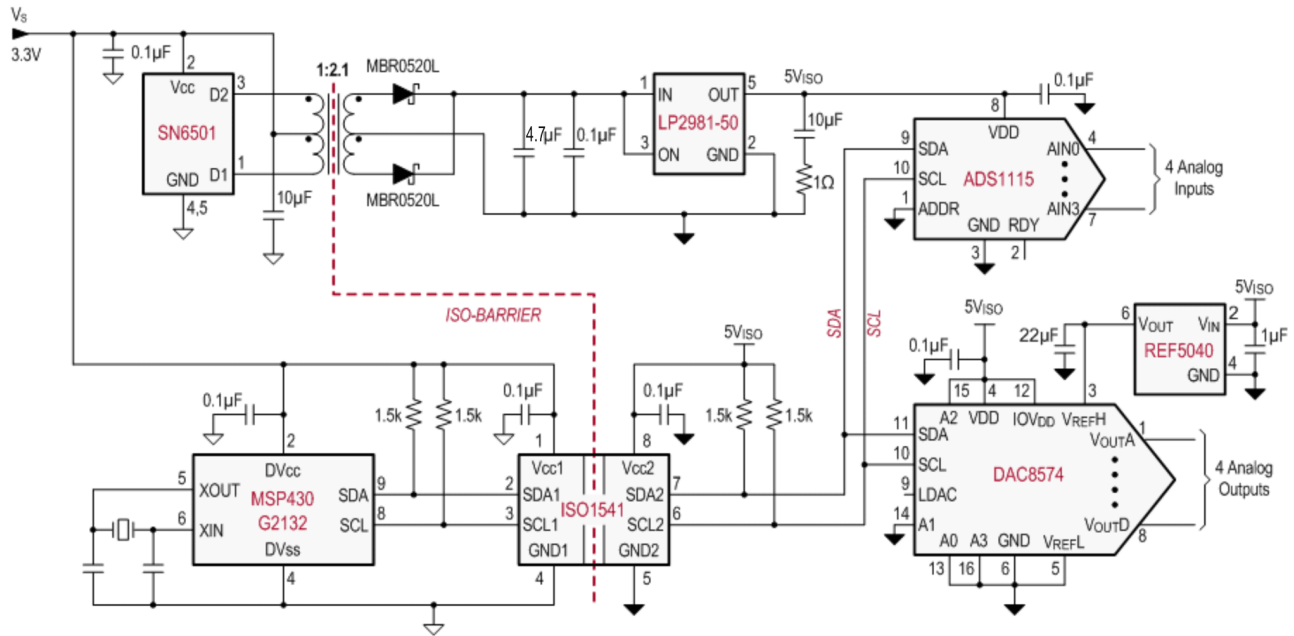 VS
3.3V
0.1µF
2
Vcc
SN6501
D2
3
D1
1
GND
4,5
10µF
1:2.1
MBR0520L
MBR0520L
4.7µF
0.1µF
1
IN
OUT
5
LP2981-50
3
ON
GND
2
5VISO
10µF
1Ω
0.1µF
8
VDD
9
SDA
AIN0
4
10
SCL
ADS1115
1
ADDR
AIN3
7
GND
RDY
3
2
4 Analog
Inputs
ISO-BARRIER
SDA
SCL
5VISO
0.1µF
22µF
6
VOUT
VIN
2
REF5040
GND
4
5VISO
1µF
15
4
12
3
A2
VDD
IOVDD
VREFH
11
SDA
VOUTA
1
10
SCL
DAC8574
9
LDAC
14
A1
VOUTD
8
A0
A3
GND
VREFL
13
16
6
5
4 Analog
Outputs
0.1µF
1.5k
1.5k
0.1µF
5VISO
0.1µF
1.5k
1.5k
2
DVcc
5
XOUT
6
XIN
MSP430
G2132
SDA
9
SCL
8
DVss
4
1
8
Vcc1
Vcc2
2
SDA1
SDA2
7
ISO1541
3
SCL1
SCL2
6
GND1
GND2
4
5